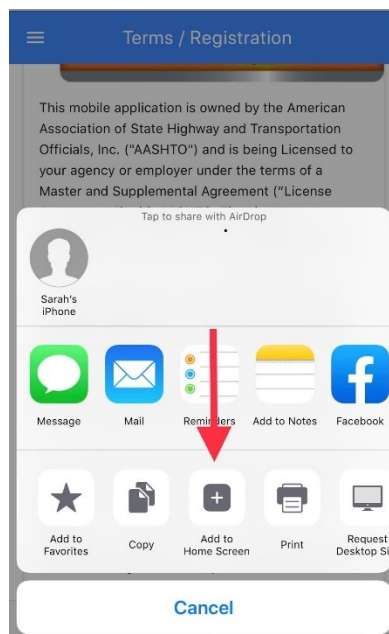 Terms / Registration
This mobile application is owned by the American
Association of State Highway and Transportation
Officials, Inc. ("AASHTO") and is being Licensed to
your agency or employer under the terms of a
Master and Supplemental Agreement ("License
Tap to share with AirDrop
Sarah's
iPhone
Message
Mail
Reminders
Add to Notes
Facebook
Add to
Favorites
Copy
Add to
Home Screen
Print
Request
Desktop Si
Cancel